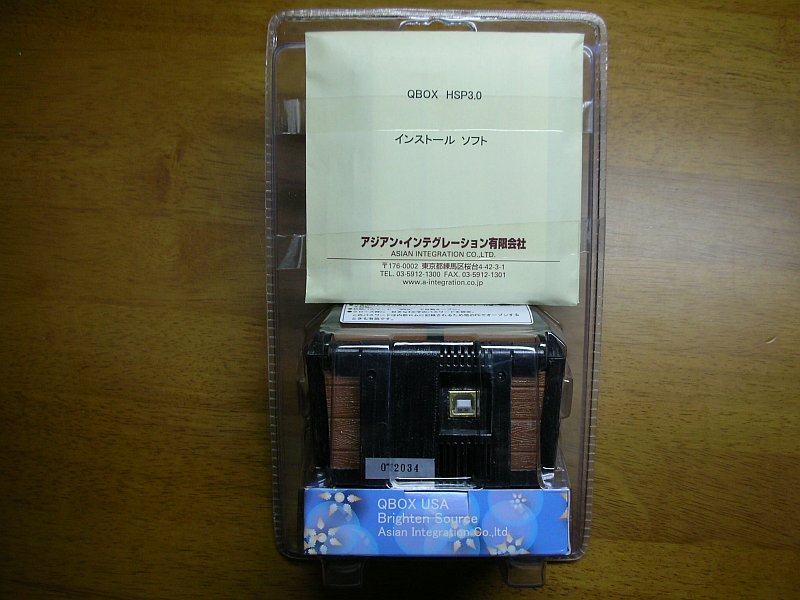 QBOX HSP3.0
インストール ソフト
アジアン・インテグレーション有限会社
ASIAN INTEGRATION CO.,LTD.
〒176-0002 東京都練馬区桜台4-42-3-1
TEL. 03-5912-1300 FAX. 03-5912-1301
www.a-integration.co.jp
2034
QBOX USA
Brighten Source
Asian Integration Co.,ltd